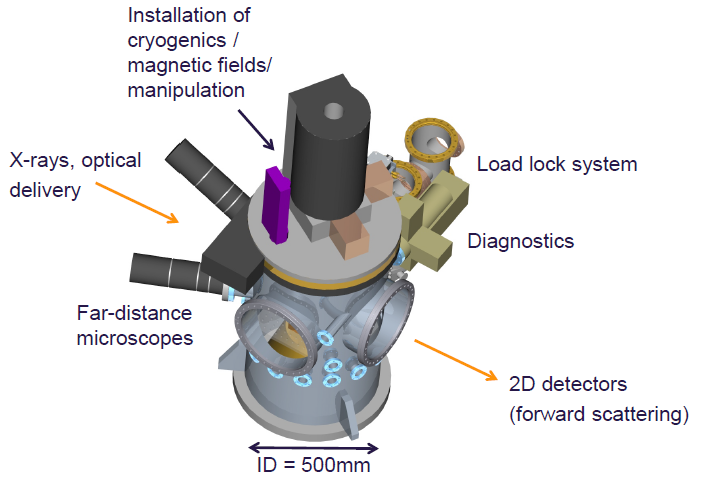 Installation of
cryogenics /
magnetic fields/
manipulation
X-rays, optical
delivery
Load lock system
Diagnostics
Far-distance
microscopes
2D detectors
(forward scattering)
ID = 500mm